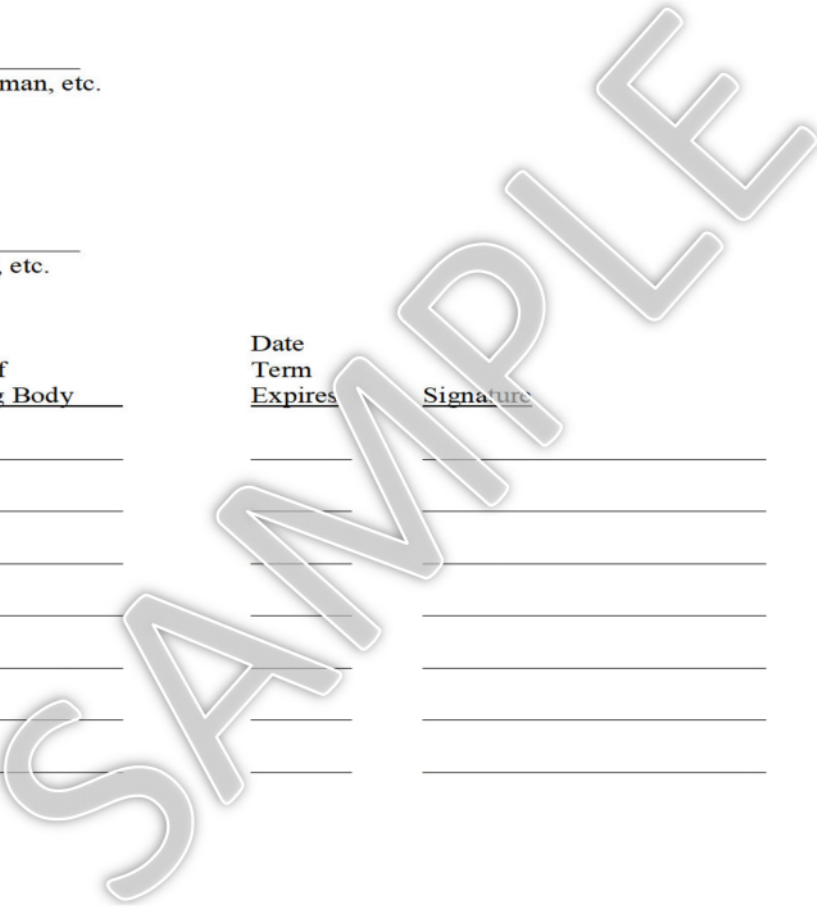 man, etc.
, etc.
Date
f Term
g Body Expires Signature
SAMPLE